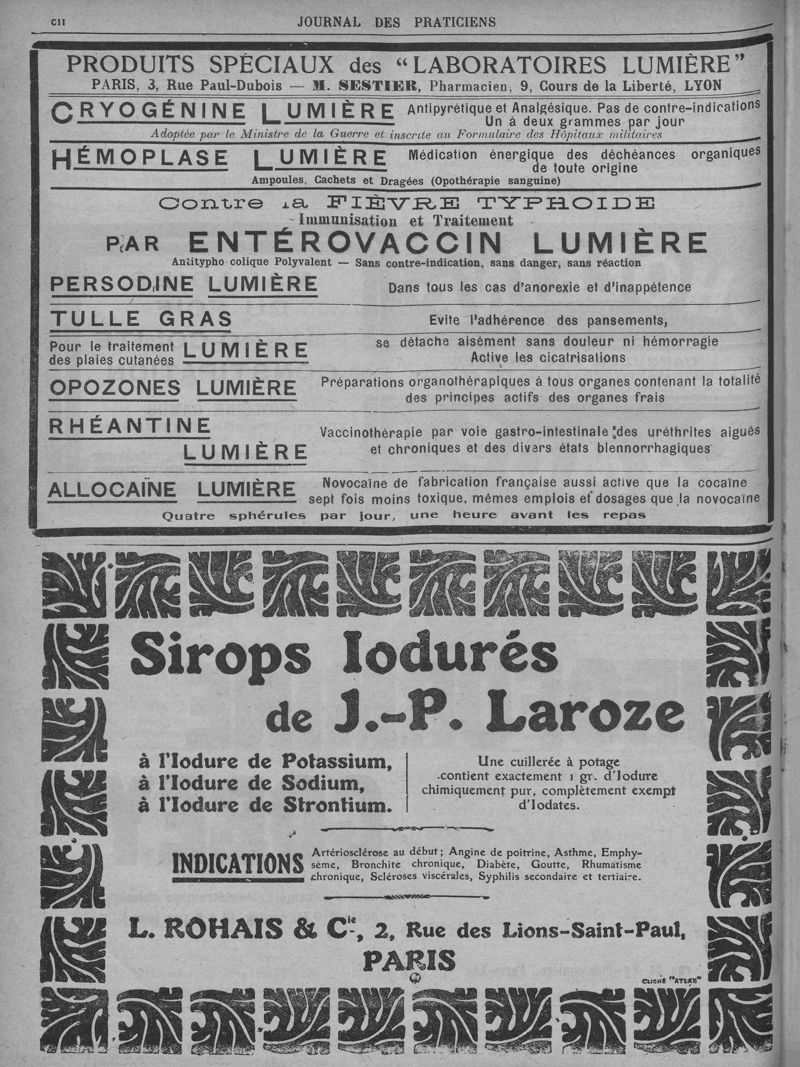 CII
JOURNAL DES PRATICIENS
PRODUITS SPÉCIAUX des “LABORATOIRES LUMIÈRE”
PARIS, 3, Rue Paul-Dubois — M. SESTIER, Pharmacien, 9, Cours de la Liberté, LYON
CRYOGÉNINE LUMIÈRE Antipyrétique et Analgésique. Pas de contre-indications
Un à deux grammes par jour
Adoptée par le Ministre de la Guerre et inscrite au Formulaire des Hôpitaux militaires
HÉMOPLASE LUMIÈRE Médication énergique des déchéances organiques
de toute origine
Ampoules, Cachets et Dragées (Opothérapie sanguine)
Contre la FIÈVRE TYPHOIDE
Immunisation et Traitement
PAR ENTÉROVACCIN LUMIÈRE
Antitypho-colique Polyvalent — Sans contre-indication, sans danger, sans réaction
PERSODINE LUMIÈRE Dans tous les cas d'anorexie et d'inappétence
TULLE GRAS Evite l'adhérence des pansements,
Pour le traitement
des plaies cutanées LUMIÈRE se détache aisément sans douleur ni hémorragie
Active les cicatrisations
OPOZONES LUMIÈRE Préparations organothérapiques à tous organes contenant la totalité
des principes actifs des organes frais
RHÉANTINE
LUMIÈRE Vaccinothérapie par voie gastro-intestinale des uréthrites aiguës
et chroniques et des divers états blennorrhagiques
ALLOCAÏNE LUMIÈRE Novocaïne de fabrication française aussi active que la cocaïne
sept fois moins toxique, mêmes emplois et dosages que la novocaïne
Quatre sphérules par jour, une heure avant les repas
Sirops Iodurés
de J.-P. Laroze
à l'Iodure de Potassium,
à l'Iodure de Sodium,
à l'Iodure de Strontium.
Une cuillerée à potage
contient exactement 1 gr. d'Iodure
chimiquement pur, complètement exempt
d'Iodates.
INDICATIONS
Artériosclérose au début; Angine de poitrine, Asthme, Emphy-
sème, Bronchite chronique, Diabète, Goutte, Rhumatisme
chronique, Scléroses viscérales, Syphilis secondaire et tertiaire.
L. ROHAIS & Cie, 2, Rue des Lions-Saint-Paul,
PARIS
CLICHÉ "ATLAS"